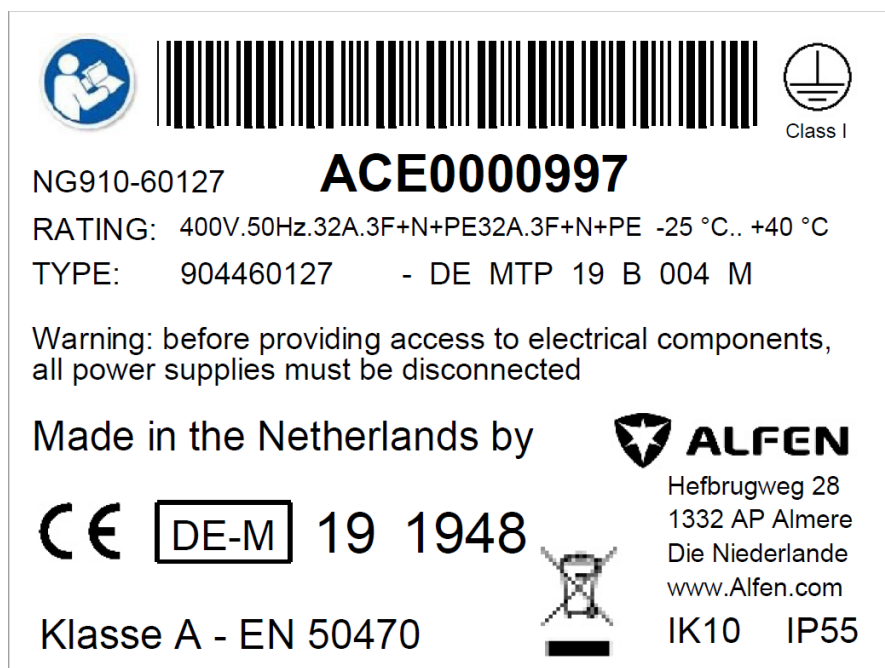 Class I
NG910-60127 ACE0000997
RATING: 400V.50Hz.32A.3F+N+PE32A.3F+N+PE -25 °C.. +40 °C
TYPE: 904460127 - DE MTP 19 B 004 M
Warning: before providing access to electrical components,
all power supplies must be disconnected
Made in the Netherlands by
ALFEN
Hefbrugweg 28
1332 AP Almere
Die Niederlande
www.Alfen.com
CE DE-M 19 1948
Klasse A - EN 50470
IK10 IP55